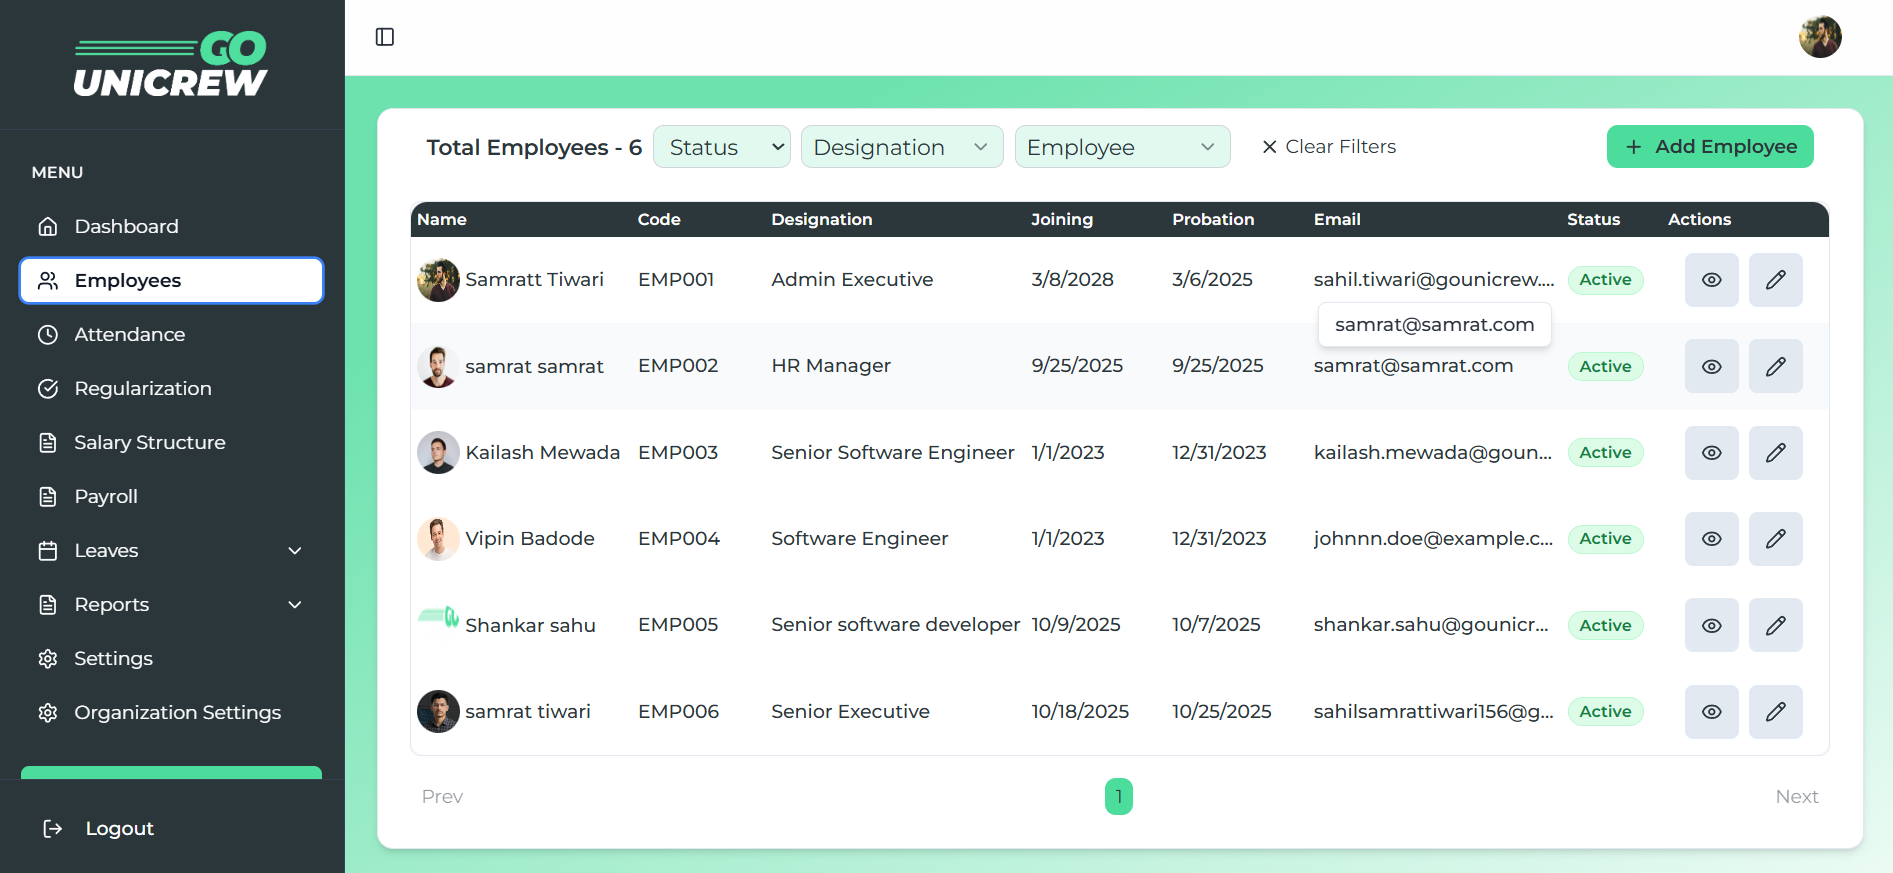 GO
UNICREW
MENU
Dashboard
Employees
Attendance
Regularization
Salary Structure
Payroll
Leaves
Reports
Settings
Organization Settings
Logout
Total Employees - 6 Status Designation Employee Clear Filters Add Employee
Name Code Designation Joining Probation Email Status Actions
Samratt Tiwari EMP001 Admin Executive 3/8/2028 3/6/2025 sahil.tiwari@gounicrew.... Active
samrat@samrat.com
samrat samrat EMP002 HR Manager 9/25/2025 9/25/2025 samrat@samrat.com Active
Kailash Mewada EMP003 Senior Software Engineer 1/1/2023 12/31/2023 kailash.mewada@goun... Active
Vipin Badode EMP004 Software Engineer 1/1/2023 12/31/2023 johnnn.doe@example.c... Active
Shankar sahu EMP005 Senior software developer 10/9/2025 10/7/2025 shankar.sahu@gounicr... Active
samrat tiwari EMP006 Senior Executive 10/18/2025 10/25/2025 sahilsamrattiwari156@g... Active
Prev 1 Next